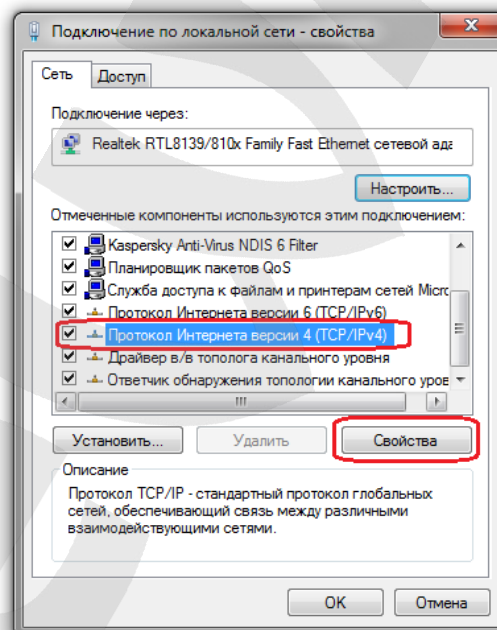 Подключение по локальной сети - свойства
Сеть
Доступ
Подключение через:
Realtek RTL8139/810x Family Fast Ethernet сетевой ада
Настроить...
Отмеченные компоненты используются этим подключением:
Kaspersky Anti-Virus NDIS 6 Filter
Планировщик пакетов QoS
Служба доступа к файлам и принтерам сетей Micro
Протокол Интернета версии 6 (TCP/IPv6)
Протокол Интернета версии 4 (TCP/IPv4)
Драйвер в/в тополога канального уровня
Ответчик обнаружения топологии канального уров
Установить...
Удалить
Свойства
Описание
Протокол TCP/IP - стандартный протокол глобальных
сетей, обеспечивающий связь между различными
взаимодействующими сетями.
OK
Отмена